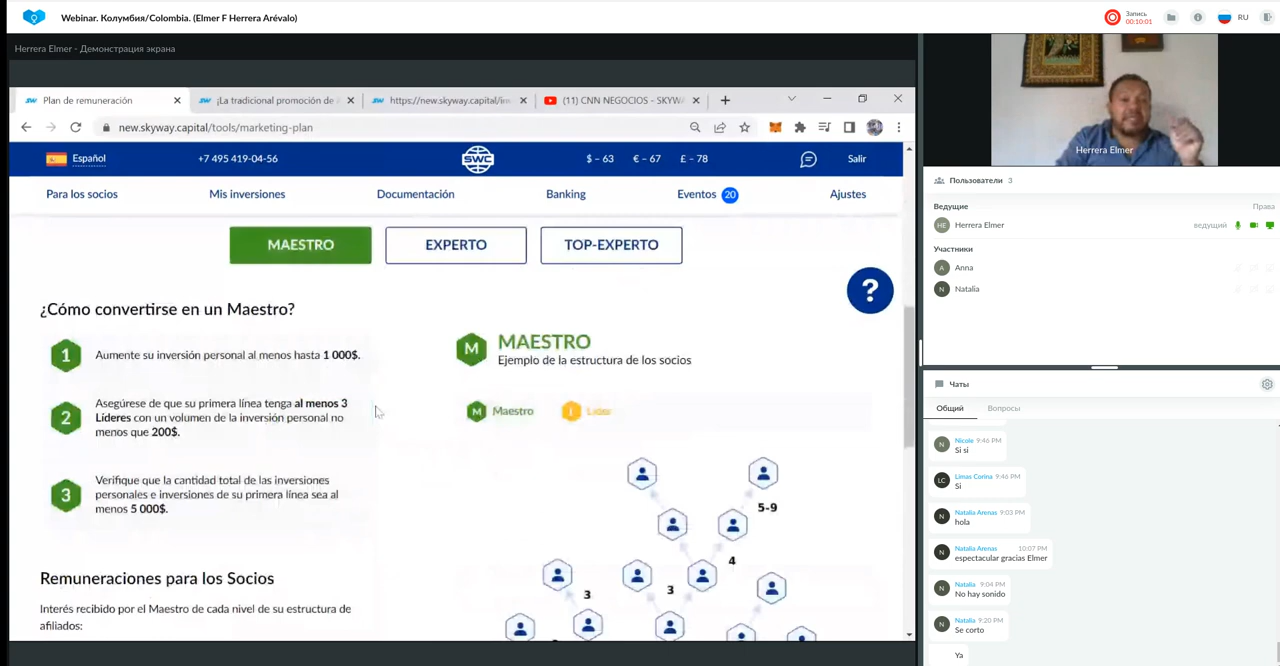 Webinar. Колумбия/Colombia. (Elmer F Herrera Arévalo)
Запись
00:10:01
RU
Herrera Elmer - Демонстрация экрана
Plan de remuneración
¡La tradicional promoción de
https://new.skyway.capital/in
(11) CNN NEGOCIOS - SKYW
new.skyway.capital/tools/marketing-plan
Español
+7 495 419-04-56
SWC
$ – 63
€ – 67
£ – 78
Salir
Para los socios
Mis inversiones
Documentación
Banking
Eventos 20
Ajustes
MAESTRO
EXPERTO
TOP-EXPERTO
?
¿Cómo convertirse en un Maestro?
1
Aumente su inversión personal al menos hasta 1 000$.
2
Asegúrese de que su primera línea tenga al menos 3
Líderes con un volumen de la inversión personal no
menos que 200$.
3
Verifique que la cantidad total de las inversiones
personales e inversiones de su primera línea sea al
menos 5 000$.
M
MAESTRO
Ejemplo de la estructura de los socios
M Maestro
Líder
5-9
4
3
3
Remuneraciones para los Socios
Interés recibido por el Maestro de cada nivel de su estructura de
afiliados:
Herrera Elmer
Пользователи 3
Ведущие
Права
HE
Herrera Elmer
ведущий
Участники
A
Anna
N
Natalia
Чаты
Общий
Вопросы
N
Nicole 9:46 PM
Si si
LC
Limas Corina 9:46 PM
Si
N
Natalia Arenas 9:03 PM
hola
N
Natalia Arenas 10:07 PM
espectacular gracias Elmer
N
Natalia 9:04 PM
No hay sonido
N
Natalia 9:20 PM
Se corto
Ya